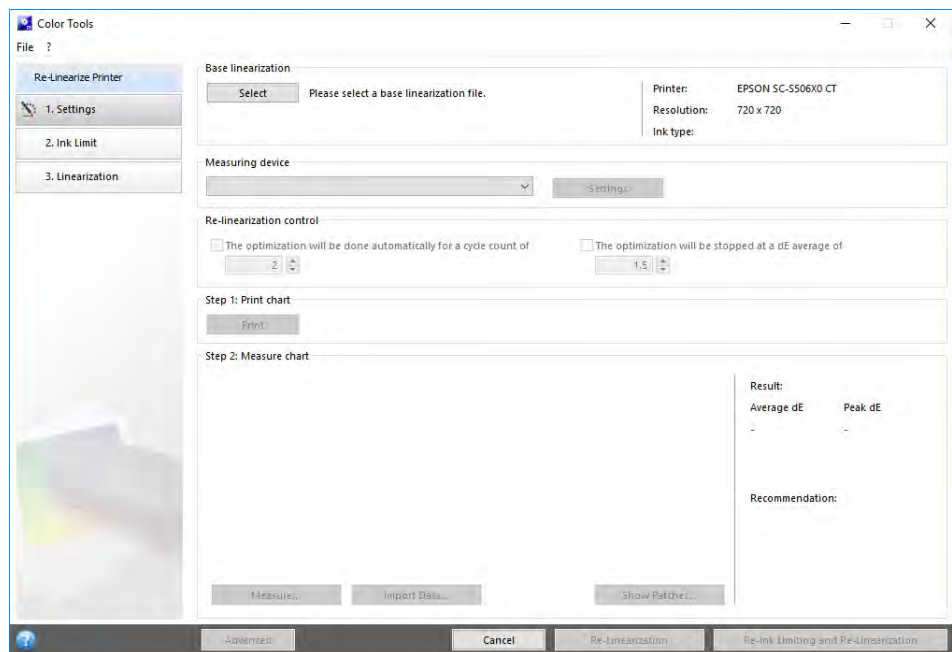 Color Tools
File ?
Re-Linearize Printer
1. Settings
2. Ink Limit
3. Linearization
Base linearization
Select Please select a base linearization file.
Printer: EPSON SC-S506X0 CT
Resolution: 720 x 720
Ink type:
Measuring device
Settings
Re-linearization control
The optimization will be done automatically for a cycle count of
2
The optimization will be stopped at a dE average of
1.5
Step 1: Print chart
Print
Step 2: Measure chart
Result:
Average dE Peak dE
- -
Recommendation:
Measure... Import Data... Show Patches...
? Advanced Cancel Re-Linearization Re-Ink Limiting and Re-Linearization